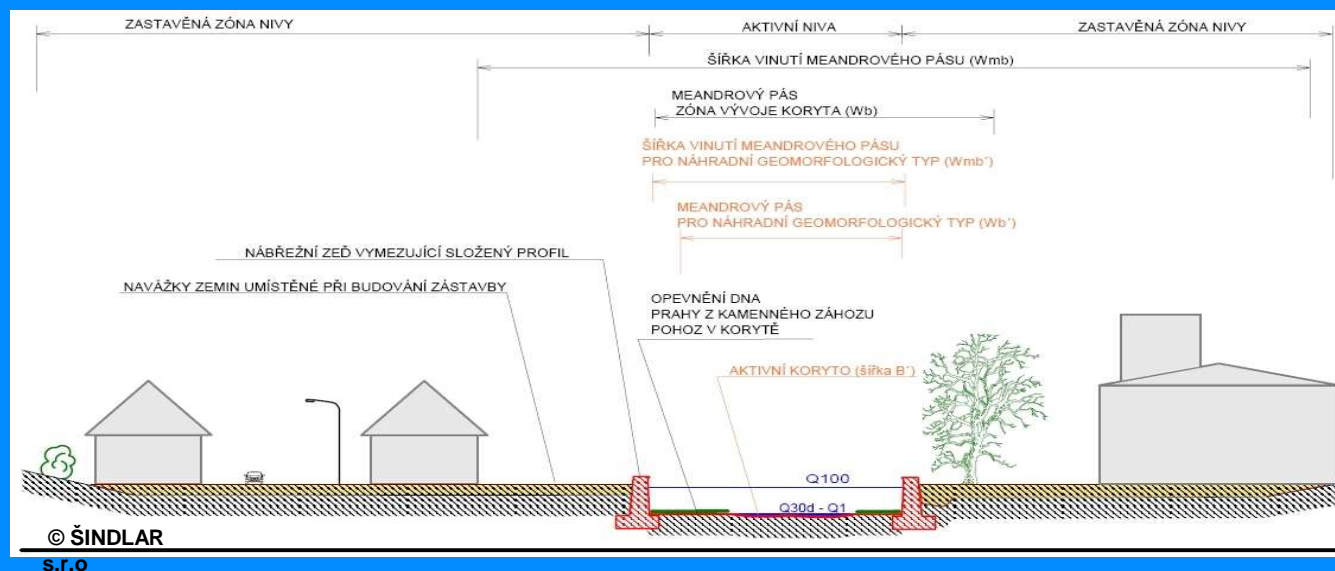 ZASTAVĚNÁ ZÓNA NIVY
AKTIVNÍ NIVA
ZASTAVĚNÁ ZÓNA NIVY
ŠÍŘKA VINUTÍ MEANDROVÉHO PÁSU (Wmb)
MEANDROVÝ PÁS
ZÓNA VÝVOJE KORYTA (Wb)
ŠÍŘKA VINUTÍ MEANDROVÉHO PÁSU
PRO NÁHRADNÍ GEOMORFOLOGICKÝ TYP (Wmb´)
MEANDROVÝ PÁS
PRO NÁHRADNÍ GEOMORFOLOGICKÝ TYP (Wb´)
NÁBŘEŽNÍ ZEĎ VYMEZUJÍCÍ SLOŽENÝ PROFIL
NAVÁŽKY ZEMIN UMÍSTĚNÉ PŘI BUDOVÁNÍ ZÁSTAVBY
OPEVNĚNÍ DNA
PRAHY Z KAMENNÉHO ZÁHOZU
POHOZ V KORYTĚ
AKTIVNÍ KORYTO (šířka B´)
Q100
Q30d - Q1
© ŠINDLAR
s.r.o